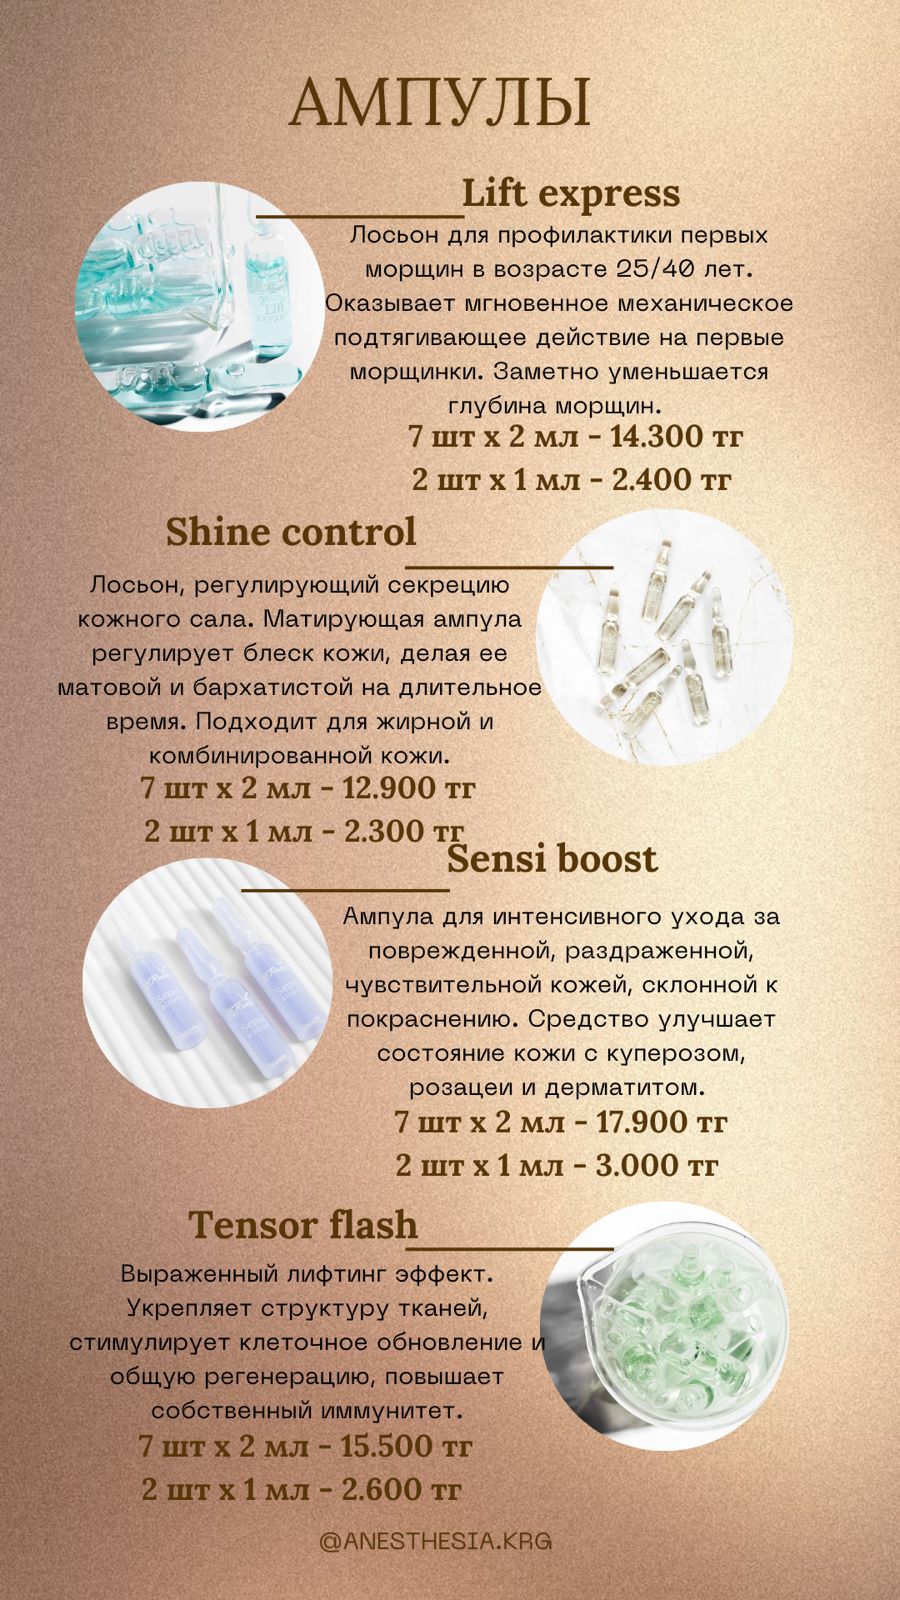 АМПУЛЫ
Lift express
Лосьон для профилактики первых
морщин в возрасте 25/40 лет.
Оказывает мгновенное механическое
подтягивающее действие на первые
морщинки. Заметно уменьшается
глубина морщин.
7 шт х 2 мл - 14.300 тг
2 шт х 1 мл - 2.400 тг
Shine control
Лосьон, регулирующий секрецию
кожного сала. Матирующая ампула
регулирует блеск кожи, делая ее
матовой и бархатистой на длительное
время. Подходит для жирной и
комбинированной кожи.
7 шт х 2 мл - 12.900 тг
2 шт х 1 мл - 2.300 тг
Sensi boost
Ампула для интенсивного ухода за
поврежденной, раздраженной,
чувствительной кожей, склонной к
покраснению. Средство улучшает
состояние кожи с куперозом,
розацеи и дерматитом.
7 шт х 2 мл - 17.900 тг
2 шт х 1 мл - 3.000 тг
Tensor flash
Выраженный лифтинг эффект.
Укрепляет структуру тканей,
стимулирует клеточное обновление и
общую регенерацию, повышает
собственный иммунитет.
7 шт х 2 мл - 15.500 тг
2 шт х 1 мл - 2.600 тг
@ANESTHESIA.KRG